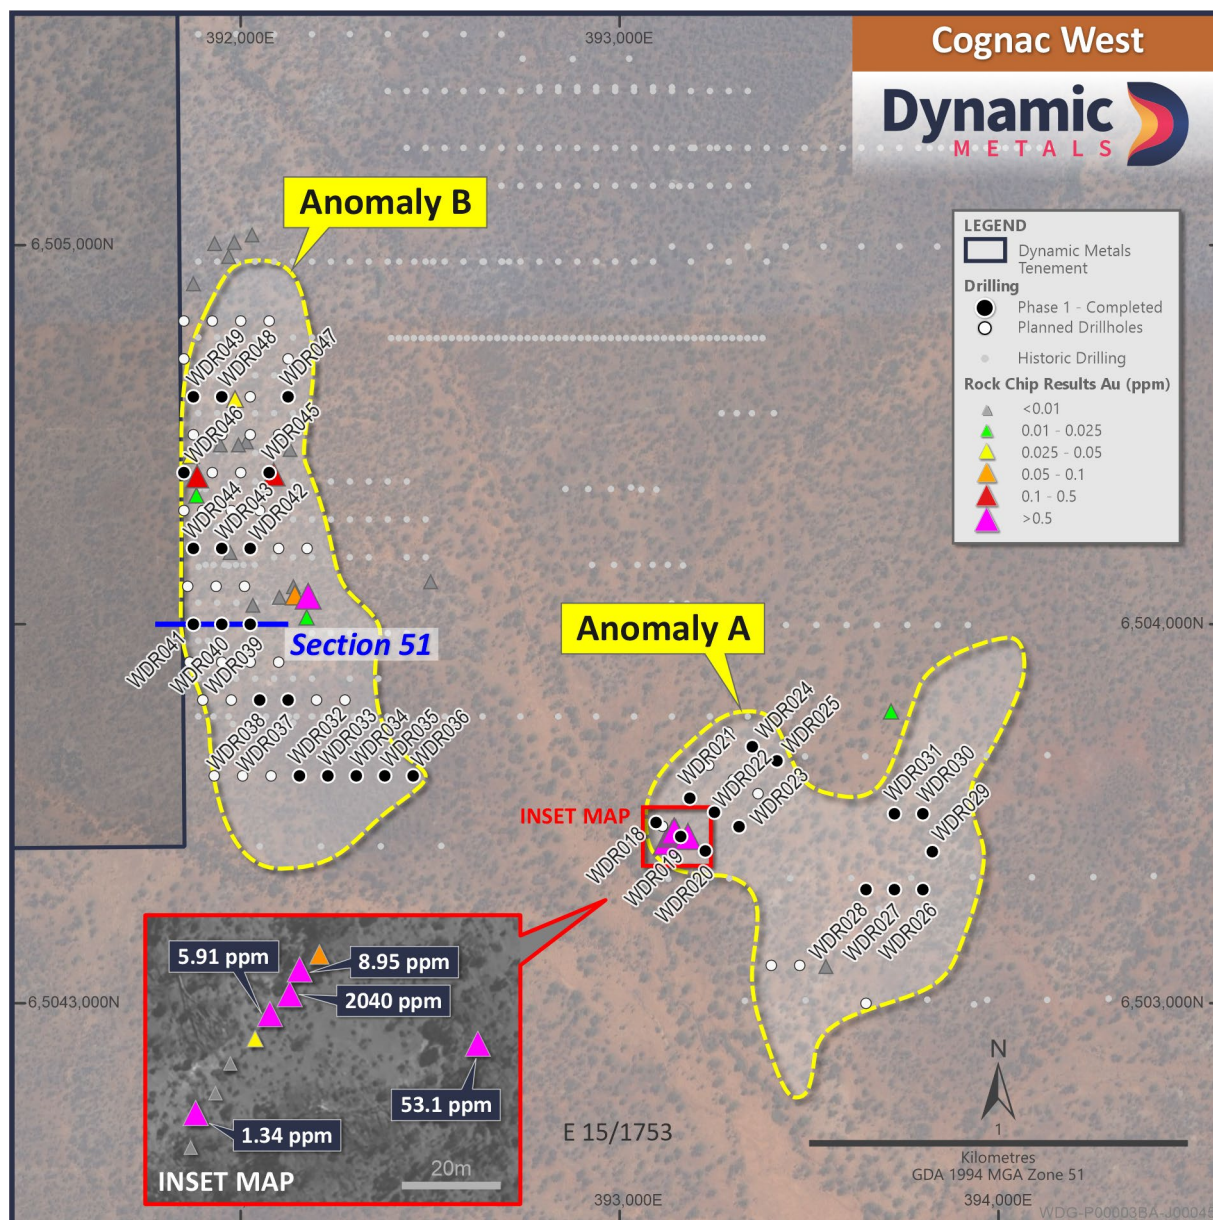 392,000E
393,000E
Cognac West
Dynamic
METALS
Anomaly B
6,505,000N
LEGEND
Dynamic Metals
Tenement
Drilling
Phase 1 - Completed
Planned Drillholes
Historic Drilling
Rock Chip Results Au (ppm)
<0.01
0.01 - 0.025
0.025 - 0.05
0.05 - 0.1
0.1 - 0.5
>0.5
WDR049
WDR048
WDR047
WDR046
WDR045
WDR044
WDR043
WDR042
WDR041
WDR040
WDR039
Section 51
Anomaly A
6,504,000N
WDR038
WDR037
WDR032
WDR033
WDR034
WDR035
WDR036
WDR024
WDR025
WDR021
WDR022
WDR023
WDR031
WDR030
WDR029
INSET MAP
WDR018
WDR019
WDR020
WDR028
WDR027
WDR026
6,5043,000N
6,503,000N
5.91 ppm
8.95 ppm
2040 ppm
53.1 ppm
1.34 ppm
INSET MAP
20m
E 15/1753
N
1
Kilometres
GDA 1994 MGA Zone 51
393,000E
394,000E